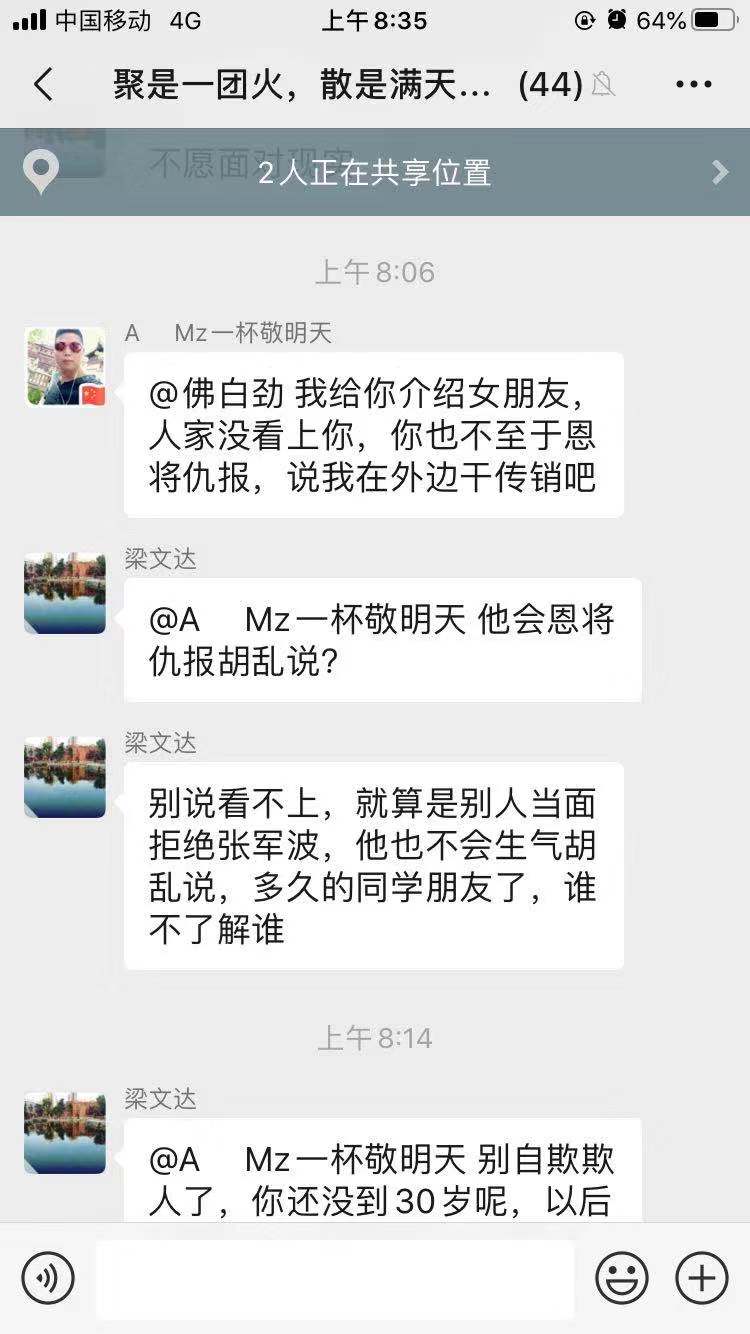 中国移动 4G 上午8:35 64%
聚是一团火，散是满天... (44)
不愿面对现实
2人正在共享位置
上午8:06
A Mz一杯敬明天
@佛白劲 我给你介绍女朋友，
人家没看上你，你也不至于恩
将仇报，说我在外边干传销吧
梁文达
@A Mz一杯敬明天 他会恩将
仇报胡乱说?
梁文达
别说看不上，就算是别人当面
拒绝张军波，他也不会生气胡
乱说，多久的同学朋友了，谁
不了解谁
上午8:14
梁文达
@A Mz一杯敬明天 别自欺欺
人了，你还没到30岁呢，以后